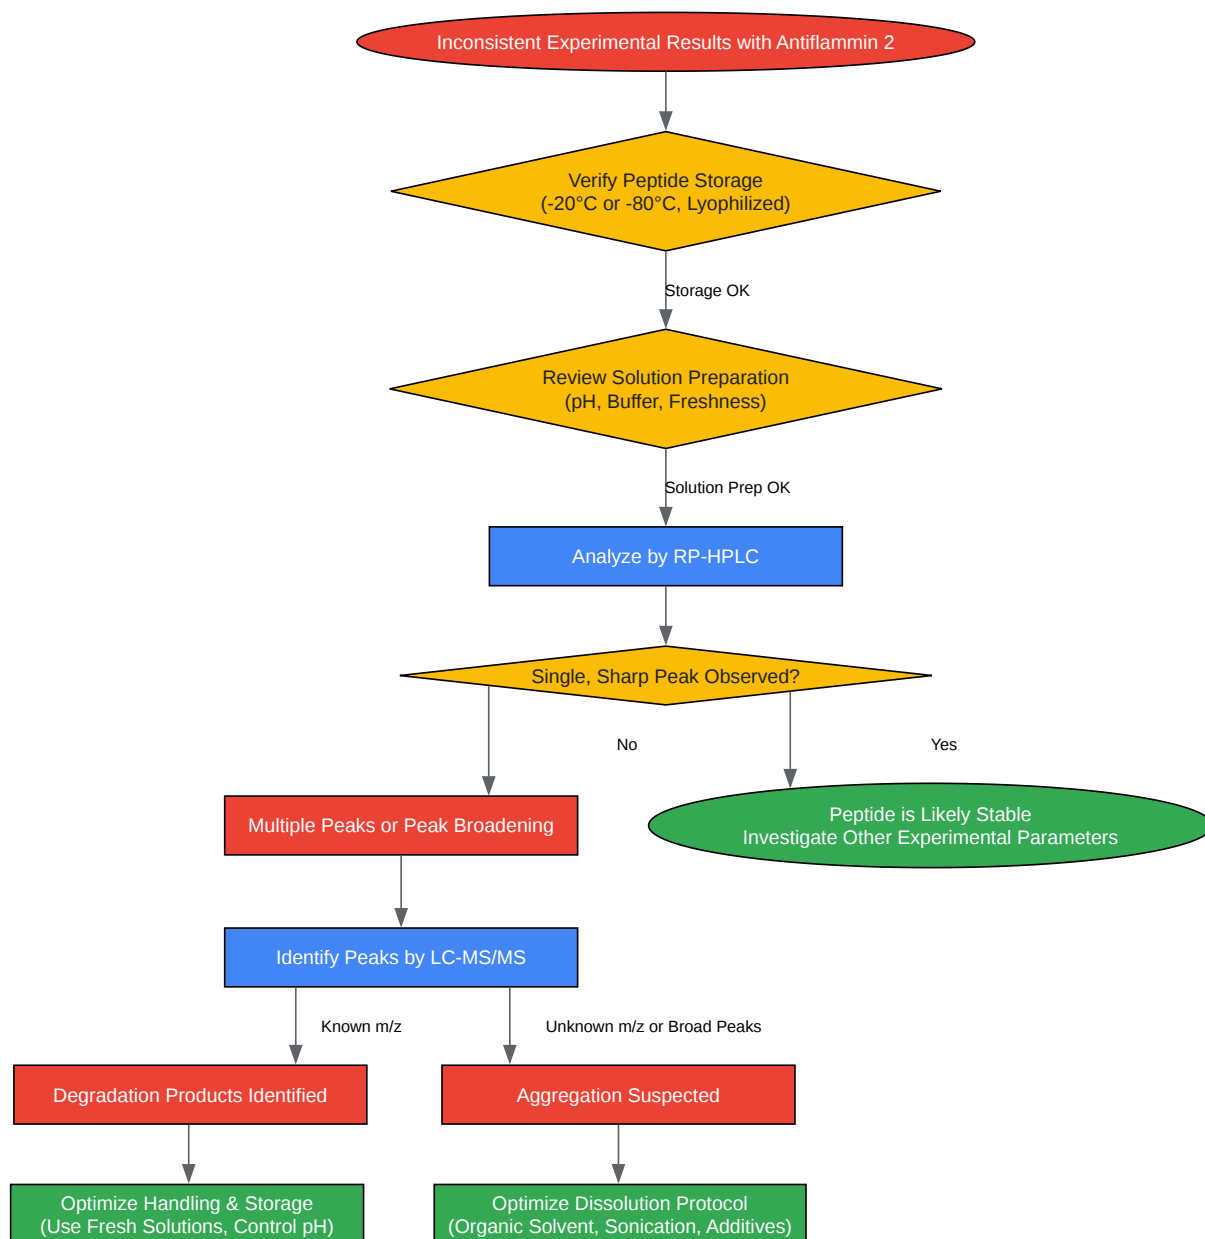 Inconsistent Experimental Results with Antiflammin 2
Verify Peptide Storage
(-20°C or -80°C, Lyophilized)
Storage OK
Review Solution Preparation
(pH, Buffer, Freshness)
Solution Prep OK
Analyze by RP-HPLC
Single, Sharp Peak Observed?
No
Yes
Multiple Peaks or Peak Broadening
Peptide is Likely Stable
Investigate Other Experimental Parameters
Identify Peaks by LC-MS/MS
Known m/z
Unknown m/z or Broad Peaks
Degradation Products Identified
Aggregation Suspected
Optimize Handling & Storage
(Use Fresh Solutions, Control pH)
Optimize Dissolution Protocol
(Organic Solvent, Sonication, Additives)